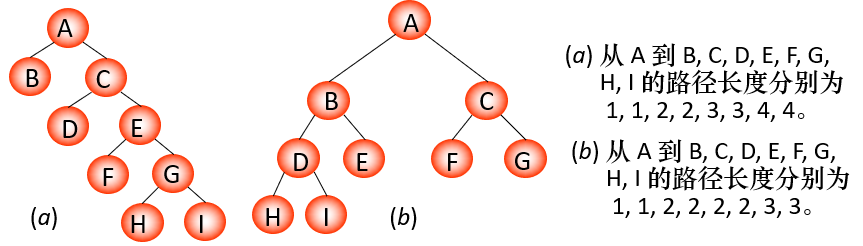 A
B
C
D
E
F
G
H
I
(a)
A
B
C
D
E
F
G
H
I
(b)
(a) 从 A 到 B, C, D, E, F, G,
H, I 的路径长度分别为
1, 1, 2, 2, 3, 3, 4, 4。
(b) 从 A 到 B, C, D, E, F, G,
H, I 的路径长度分别为
1, 1, 2, 2, 2, 2, 3, 3。